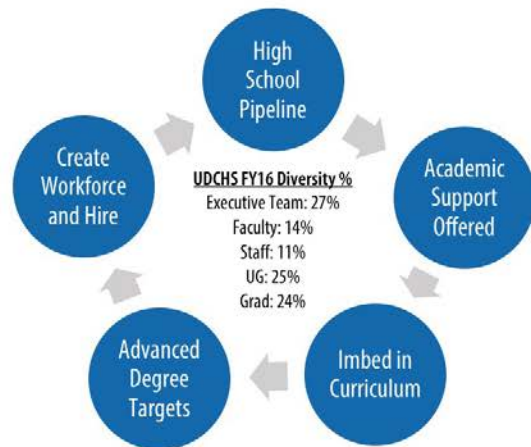 High
School
Pipeline
Academic
Support
Offered
Imbed in
Curriculum
Advanced
Degree
Targets
Create
Workforce
and Hire
UDCHS FY16 Diversity %
Executive Team: 27%
Faculty: 14%
Staff: 11%
UG: 25%
Grad: 24%